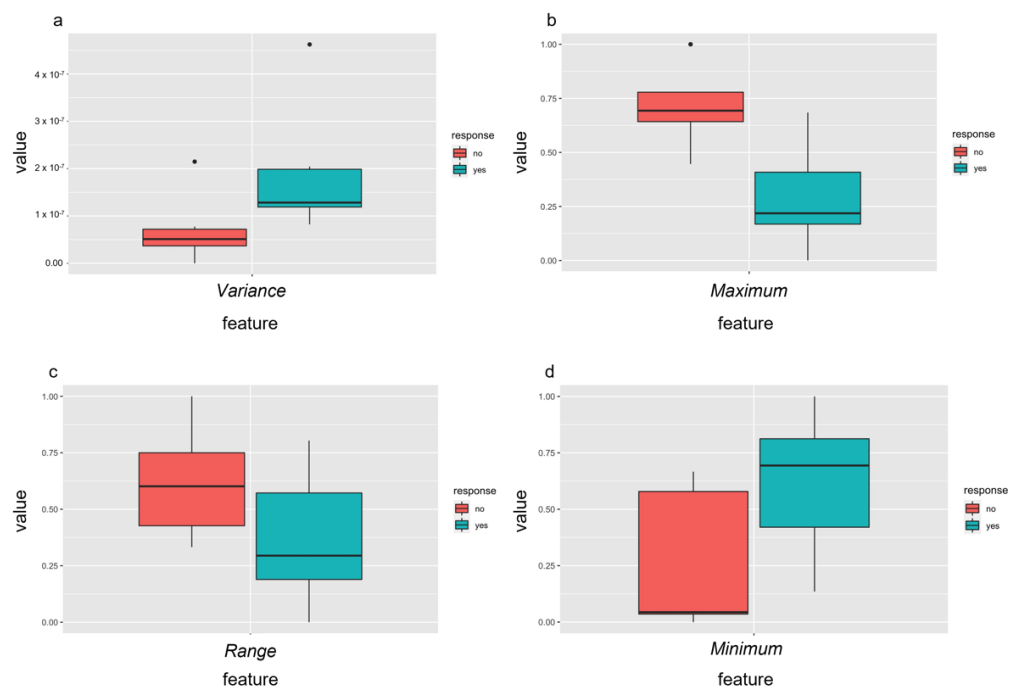 a
value
4 x 10⁻⁷
3 x 10⁻⁷
2 x 10⁻⁷
1 x 10⁻⁷
0.00
Variance
feature
response
no
yes
b
value
1.00
0.75
0.50
0.25
0.00
Maximum
feature
response
no
yes
c
value
1.00
0.75
0.50
0.25
0.00
Range
feature
response
no
yes
d
value
1.00
0.75
0.50
0.25
0.00
Minimum
feature
response
no
yes